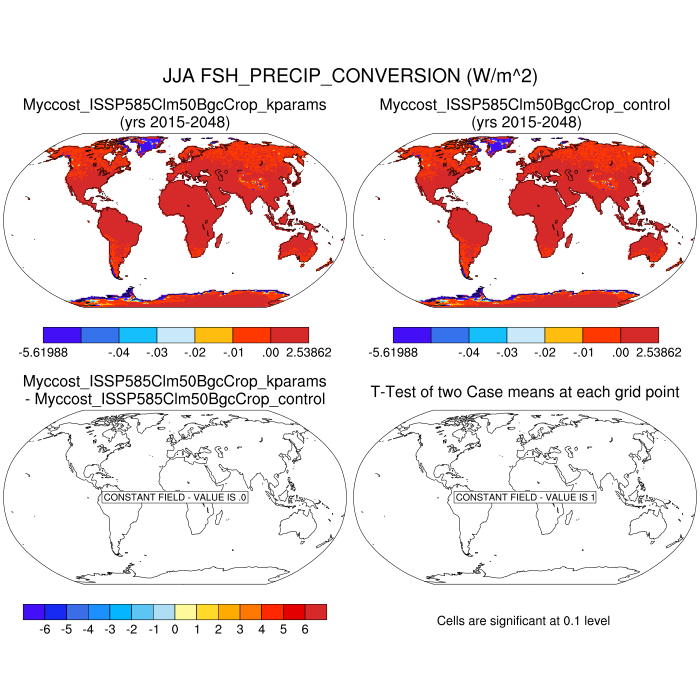 JJA FSH_PRECIP_CONVERSION (W/m^2)
Myccost_ISSP585Clm50BgcCrop_kparams
(yrs 2015-2048)
Myccost_ISSP585Clm50BgcCrop_control
(yrs 2015-2048)
-5.61988 -.04 -.03 -.02 -.01 .00 2.53862
-5.61988 -.04 -.03 -.02 -.01 .00 2.53862
Myccost_ISSP585Clm50BgcCrop_kparams
- Myccost_ISSP585Clm50BgcCrop_control
T-Test of two Case means at each grid point
CONSTANT FIELD - VALUE IS .0
CONSTANT FIELD - VALUE IS 1
-6 -5 -4 -3 -2 -1 0 1 2 3 4 5 6
Cells are significant at 0.1 level